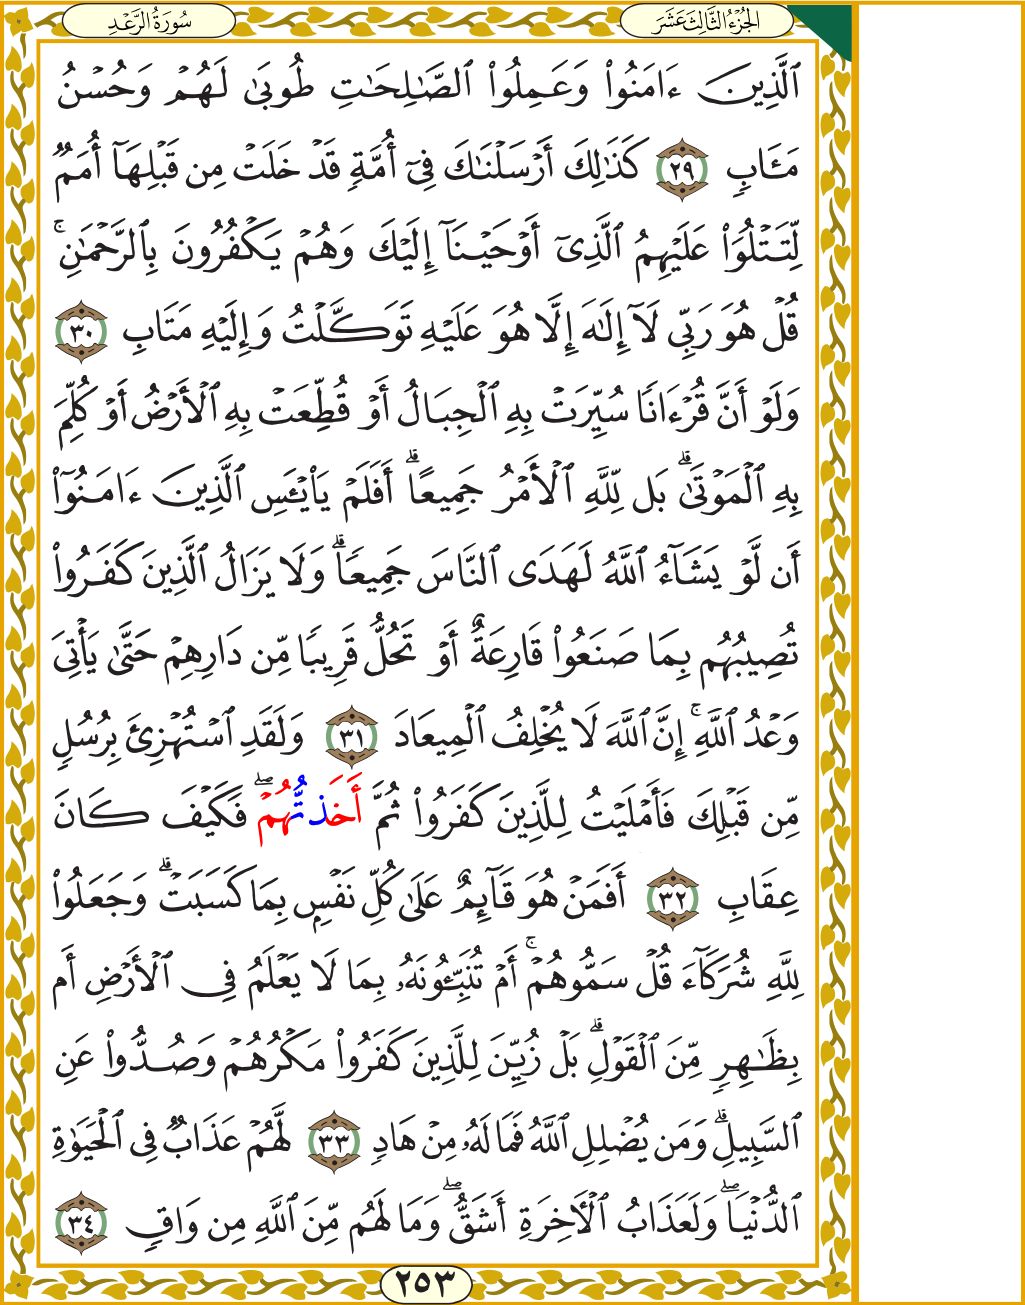 الجُزْءُ الثَّالِثَ عَشَرَ
سُورَةُ الرَّعْدِ
ٱلَّذِينَ ءَامَنُوا۟ وَعَمِلُوا۟ ٱلصَّـٰلِحَـٰتِ طُوبَىٰ لَهُمْ وَحُسْنُ
مَـَٔابٍ ٢٩ كَذَٰلِكَ أَرْسَلْنَـٰكَ فِىٓ أُمَّةٍ قَدْ خَلَتْ مِن قَبْلِهَآ أُمَمٌ
لِّتَتْلُوَا۟ عَلَيْهِمُ ٱلَّذِىٓ أَوْحَيْنَآ إِلَيْكَ وَهُمْ يَكْفُرُونَ بِٱلرَّحْمَـٰنِ ۚ
قُلْ هُوَ رَبِّى لَآ إِلَـٰهَ إِلَّا هُوَ عَلَيْهِ تَوَكَّلْتُ وَإِلَيْهِ مَتَابِ ٣٠
وَلَوْ أَنَّ قُرْءَانًا سُيِّرَتْ بِهِ ٱلْجِبَالُ أَوْ قُطِّعَتْ بِهِ ٱلْأَرْضُ أَوْ كُلِّمَ
بِهِ ٱلْمَوْتَىٰ ۗ بَل لِّلَّهِ ٱلْأَمْرُ جَمِيعًا ۗ أَفَلَمْ يَا۟يْـَٔسِ ٱلَّذِينَ ءَامَنُوٓا۟
أَن لَّوْ يَشَآءُ ٱللَّهُ لَهَدَى ٱلنَّاسَ جَمِيعًا ۗ وَلَا يَزَالُ ٱلَّذِينَ كَفَرُوا۟
تُصِيبُهُم بِمَا صَنَعُوا۟ قَارِعَةٌ أَوْ تَحُلُّ قَرِيبًا مِّن دَارِهِمْ حَتَّىٰ يَأْتِىَ
وَعْدُ ٱللَّهِ ۚ إِنَّ ٱللَّهَ لَا يُخْلِفُ ٱلْمِيعَادَ ٣١ وَلَقَدِ ٱسْتُهْزِئَ بِرُسُلٍ
مِّن قَبْلِكَ فَأَمْلَيْتُ لِلَّذِينَ كَفَرُوا۟ ثُمَّ أَخَذتُّهُمْ ۖ فَكَيْفَ كَانَ
عِقَابِ ٣٢ أَفَمَنْ هُوَ قَآئِمٌ عَلَىٰ كُلِّ نَفْسٍۭ بِمَا كَسَبَتْ ۗ وَجَعَلُوا۟
لِلَّهِ شُرَكَآءَ قُلْ سَمُّوهُمْ ۚ أَمْ تُنَبِّـُٔونَهُۥ بِمَا لَا يَعْلَمُ فِى ٱلْأَرْضِ أَم
بِظَـٰهِرٍ مِّنَ ٱلْقَوْلِ ۗ بَلْ زُيِّنَ لِلَّذِينَ كَفَرُوا۟ مَكْرُهُمْ وَصُدُّوا۟ عَنِ
ٱلسَّبِيلِ ۗ وَمَن يُضْلِلِ ٱللَّهُ فَمَا لَهُۥ مِنْ هَادٍ ٣٣ لَّهُمْ عَذَابٌ فِى ٱلْحَيَوٰةِ
ٱلدُّنْيَا ۖ وَلَعَذَابُ ٱلْـَٔاخِرَةِ أَشَقُّ ۖ وَمَا لَهُم مِّنَ ٱللَّهِ مِن وَاقٍ ٣٤
٢٥٣